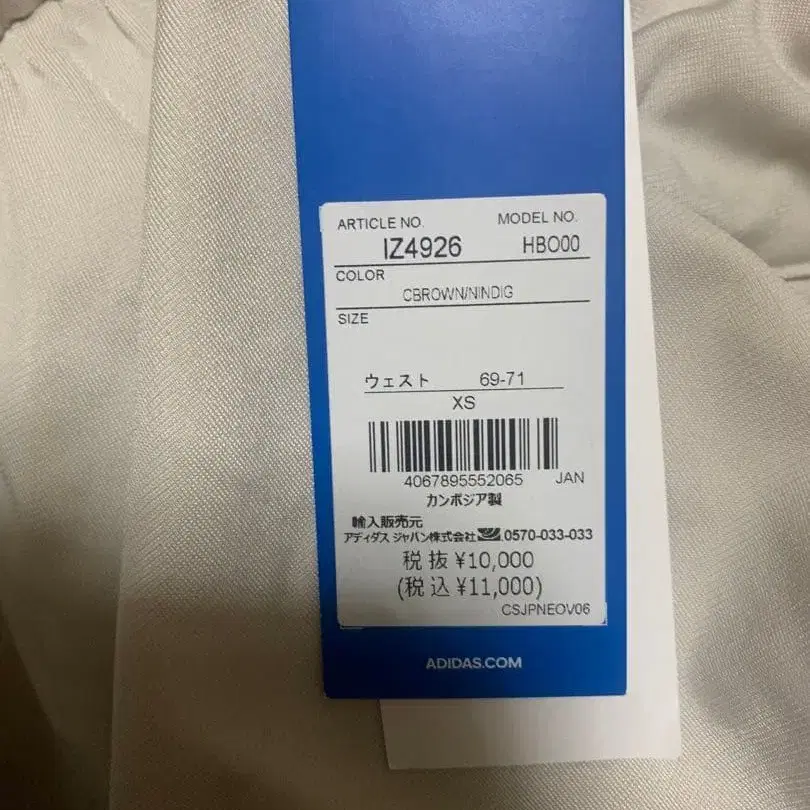 ARTICLE NO. MODEL NO.
IZ4926 HBO00
COLOR
CBROWN/NINDIG
SIZE
ウェスト 69-71
XS
4067895552065 JAN
カンボジア製
輸入販売元
アディダス ジャパン株式会社 0570-033-033
税抜 ¥10,000
(税込 ¥11,000)
CSJPNEOV06
ADIDAS.COM